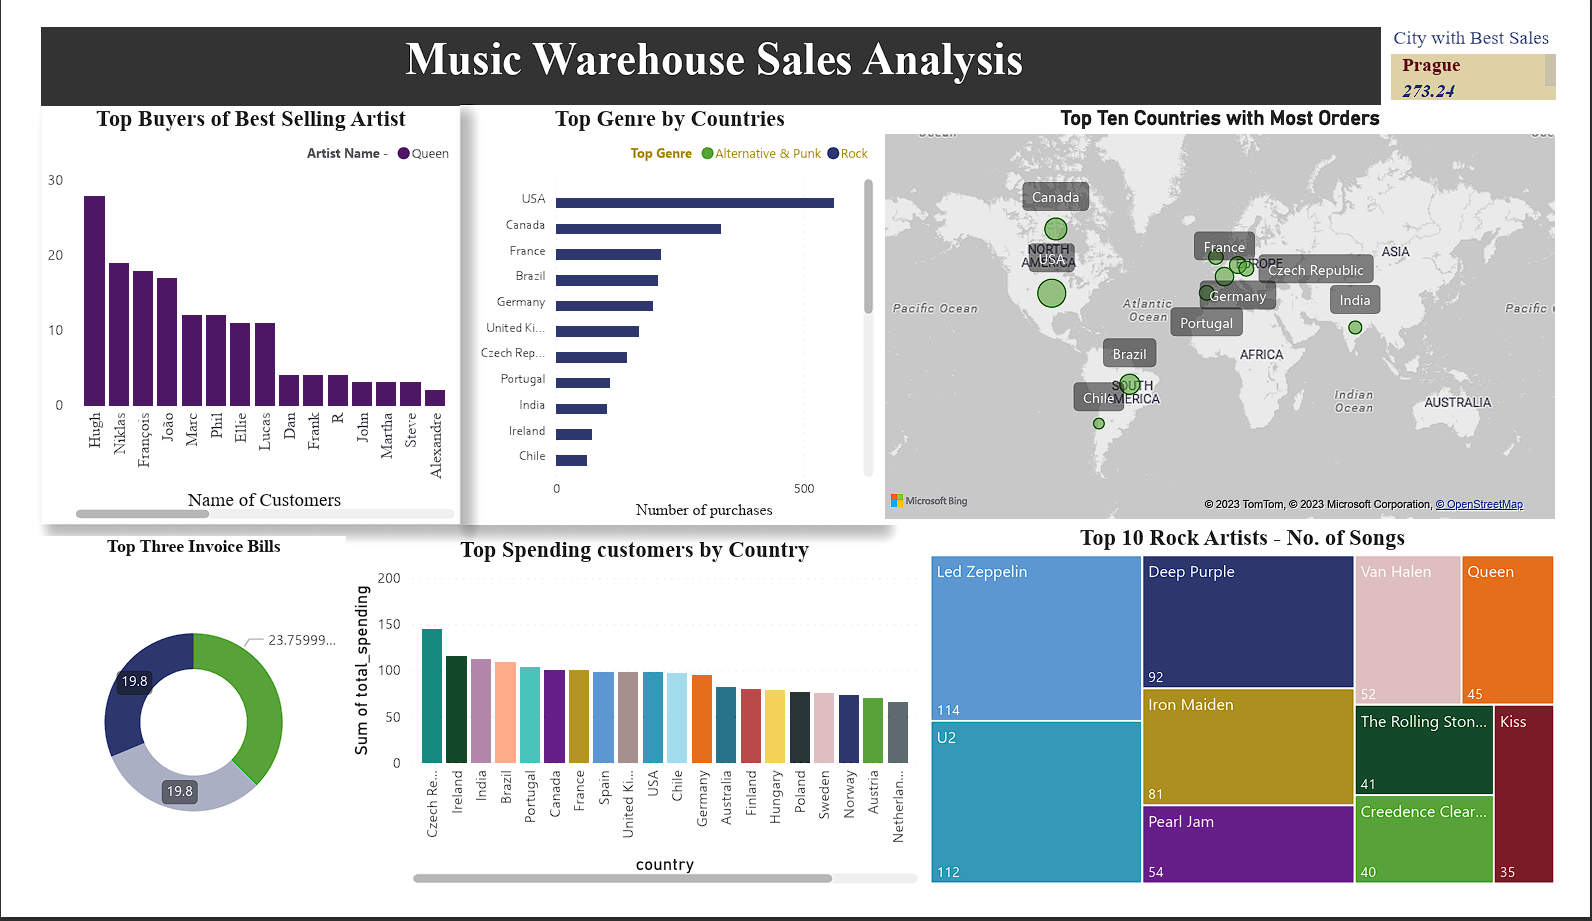 Music Warehouse Sales Analysis
City with Best Sales
Prague
273.24
Top Buyers of Best Selling Artist
Artist Name - Queen
30
20
10
0
Hugh
Niklas
François
João
Marc
Phil
Ellie
Lucas
Dan
Frank
R
John
Martha
Steve
Alexandre
Name of Customers
Top Genre by Countries
Top Genre Alternative & Punk Rock
USA
Canada
France
Brazil
Germany
United Ki...
Czech Rep...
Portugal
India
Ireland
Chile
0 500
Number of purchases
Top Ten Countries with Most Orders
Ocean
Canada
NORTH
AMERICA
USA
France
EUROPE
ASIA
Czech Republic
Germany
India
Pacific Ocean
Atlantic
Ocean
Pacific
Portugal
Brazil
AFRICA
SOUTH
AMERICA
Chile
Indian
Ocean
AUSTRALIA
Microsoft Bing
© 2023 TomTom, © 2023 Microsoft Corporation, © OpenStreetMap
Top Three Invoice Bills
23.75999...
19.8
19.8
Top Spending customers by Country
Sum of total_spending
200
150
100
50
0
Czech Re...
Ireland
India
Brazil
Portugal
Canada
France
Spain
United Ki...
USA
Chile
Germany
Australia
Finland
Hungary
Poland
Sweden
Norway
Austria
Netherlan...
country
Top 10 Rock Artists - No. of Songs
Led Zeppelin
114
U2
112
Deep Purple
92
Iron Maiden
81
Pearl Jam
54
Van Halen
52
Queen
45
The Rolling Ston...
41
Creedence Clear...
40
Kiss
35